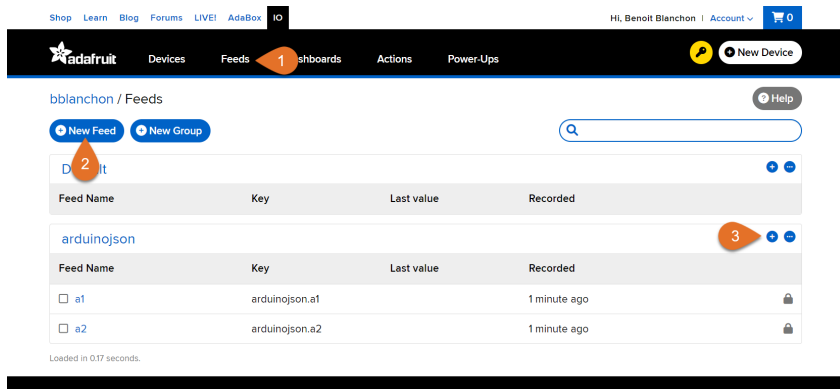 Shop Learn Blog Forums LIVE! AdaBox IO Hi, Benoit Blanchon | Account 0
adafruit Devices Feeds 1 shboards Actions Power-Ups New Device
bblanchon / Feeds Help
New Feed New Group
2
D lt
Feed Name Key Last value Recorded
arduinojson 3
Feed Name Key Last value Recorded
a1 arduinojson.a1 1 minute ago
a2 arduinojson.a2 1 minute ago
Loaded in 0.17 seconds.